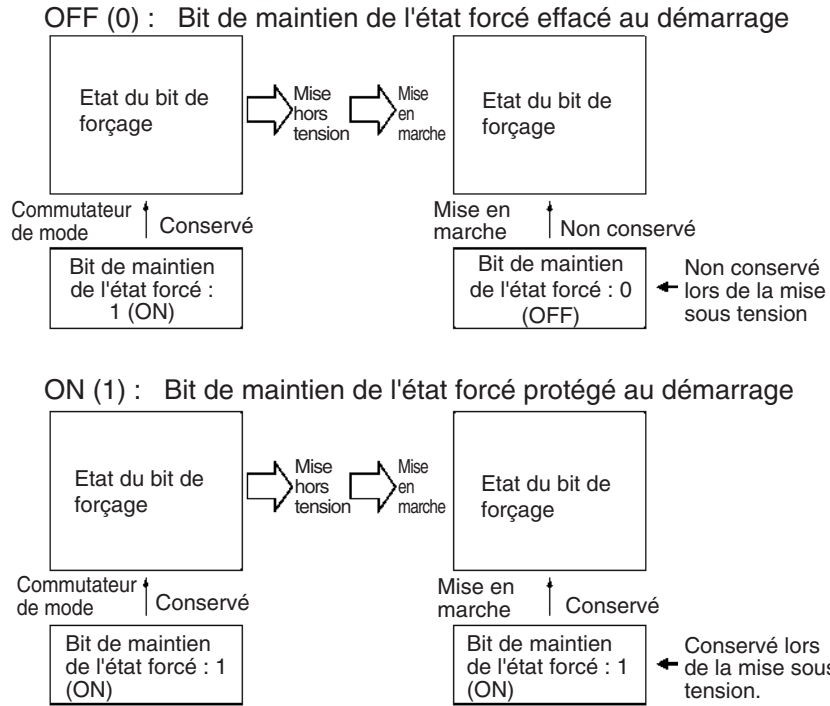 OFF (0) : Bit de maintien de l'état forcé effacé au démarrage
Etat du bit de
forçage
Mise
hors
tension
Mise
en
marche
Etat du bit de
forçage
Commutateur
de mode
Conservé
Mise en
marche
Non conservé
Bit de maintien
de l'état forcé :
1 (ON)
Bit de maintien
de l'état forcé : 0
(OFF)
Non conservé
lors de la mise
sous tension
ON (1) : Bit de maintien de l'état forcé protégé au démarrage
Etat du bit de
forçage
Mise
hors
tension
Mise
en
marche
Etat du bit de
forçage
Commutateur
de mode
Conservé
Mise en
marche
Conservé
Bit de maintien
de l'état forcé : 1
(ON)
Bit de maintien
de l'état forcé : 1
(ON)
Conservé lors
de la mise sous
tension.